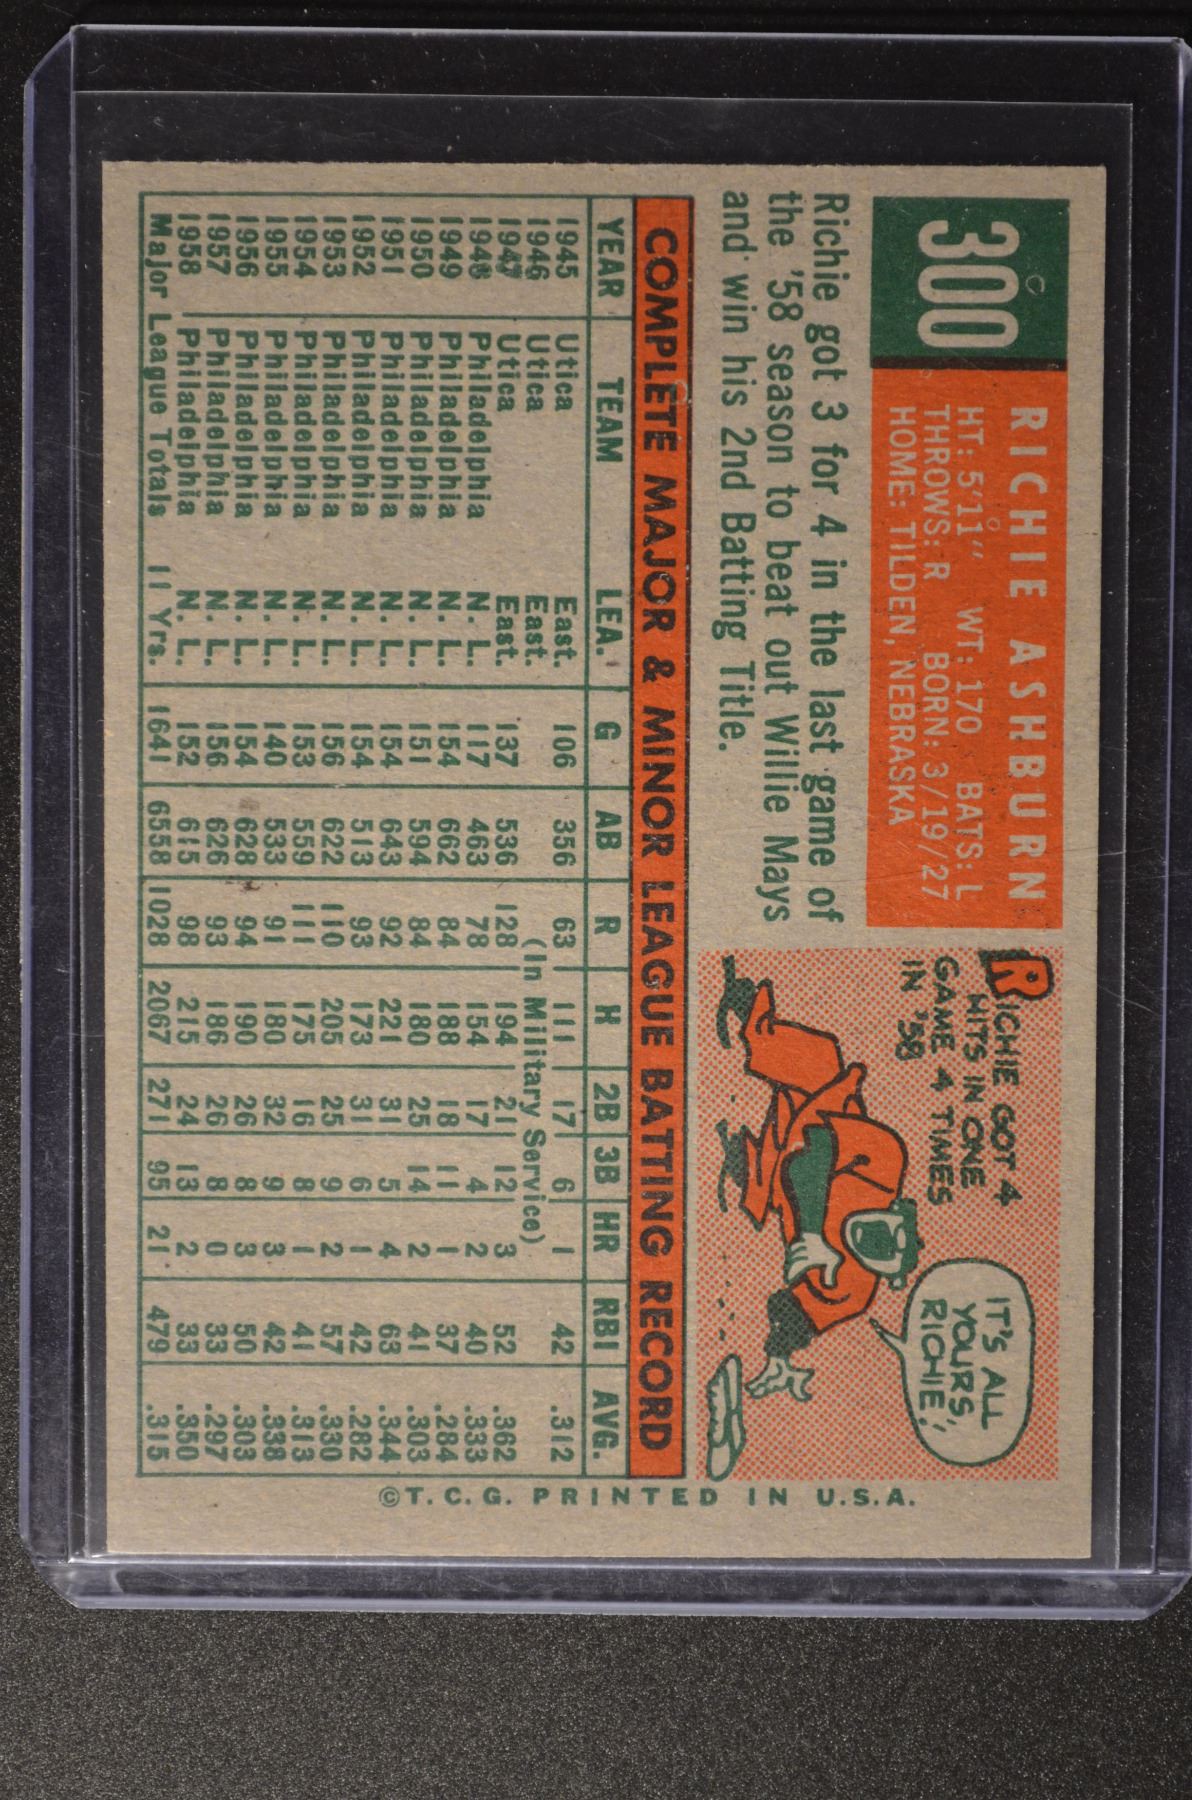 300
RICHIE ASHBURN
HT: 5'11" WT: 170 BATS: L
THROWS: R BORN: 3/19/27
HOME: TILDEN, NEBRASKA
Richie got 3 for 4 in the last game of
the '58 season to beat out Willie Mays
and win his 2nd Batting Title.
RICHIE GOT 4
HITS IN ONE
GAME 4 TIMES
IN '58
IT'S ALL
YOURS,
RICHIE!
COMPLETE MAJOR & MINOR LEAGUE BATTING RECORD
YEAR TEAM LEA. G AB R H 2B 3B HR RBI AVG.
1945 Utica East. 106 356 63 111 17 6 1 42 .312
1946 Utica East. (In Military Service)
1947 Utica East. 137 536 128 194 21 12 3 52 .362
1948 Philadelphia N. L. 117 463 78 154 17 4 2 40 .333
1949 Philadelphia N. L. 154 662 84 188 18 11 1 37 .284
1950 Philadelphia N. L. 151 594 84 180 25 14 2 41 .303
1951 Philadelphia N. L. 154 643 92 221 31 5 4 63 .344
1952 Philadelphia N. L. 154 513 93 173 31 6 1 42 .282
1953 Philadelphia N. L. 156 622 110 205 25 9 2 57 .330
1954 Philadelphia N. L. 153 559 111 175 16 8 1 41 .313
1955 Philadelphia N. L. 140 533 91 180 32 9 3 42 .338
1956 Philadelphia N. L. 154 628 94 190 26 8 3 50 .303
1957 Philadelphia N. L. 156 626 93 186 26 8 0 33 .297
1958 Philadelphia N. L. 152 615 98 215 24 13 2 33 .350
Major League Totals 11 Yrs. 1641 6558 1028 2067 271 95 21 479 .315
©T.C.G. PRINTED IN U.S.A.